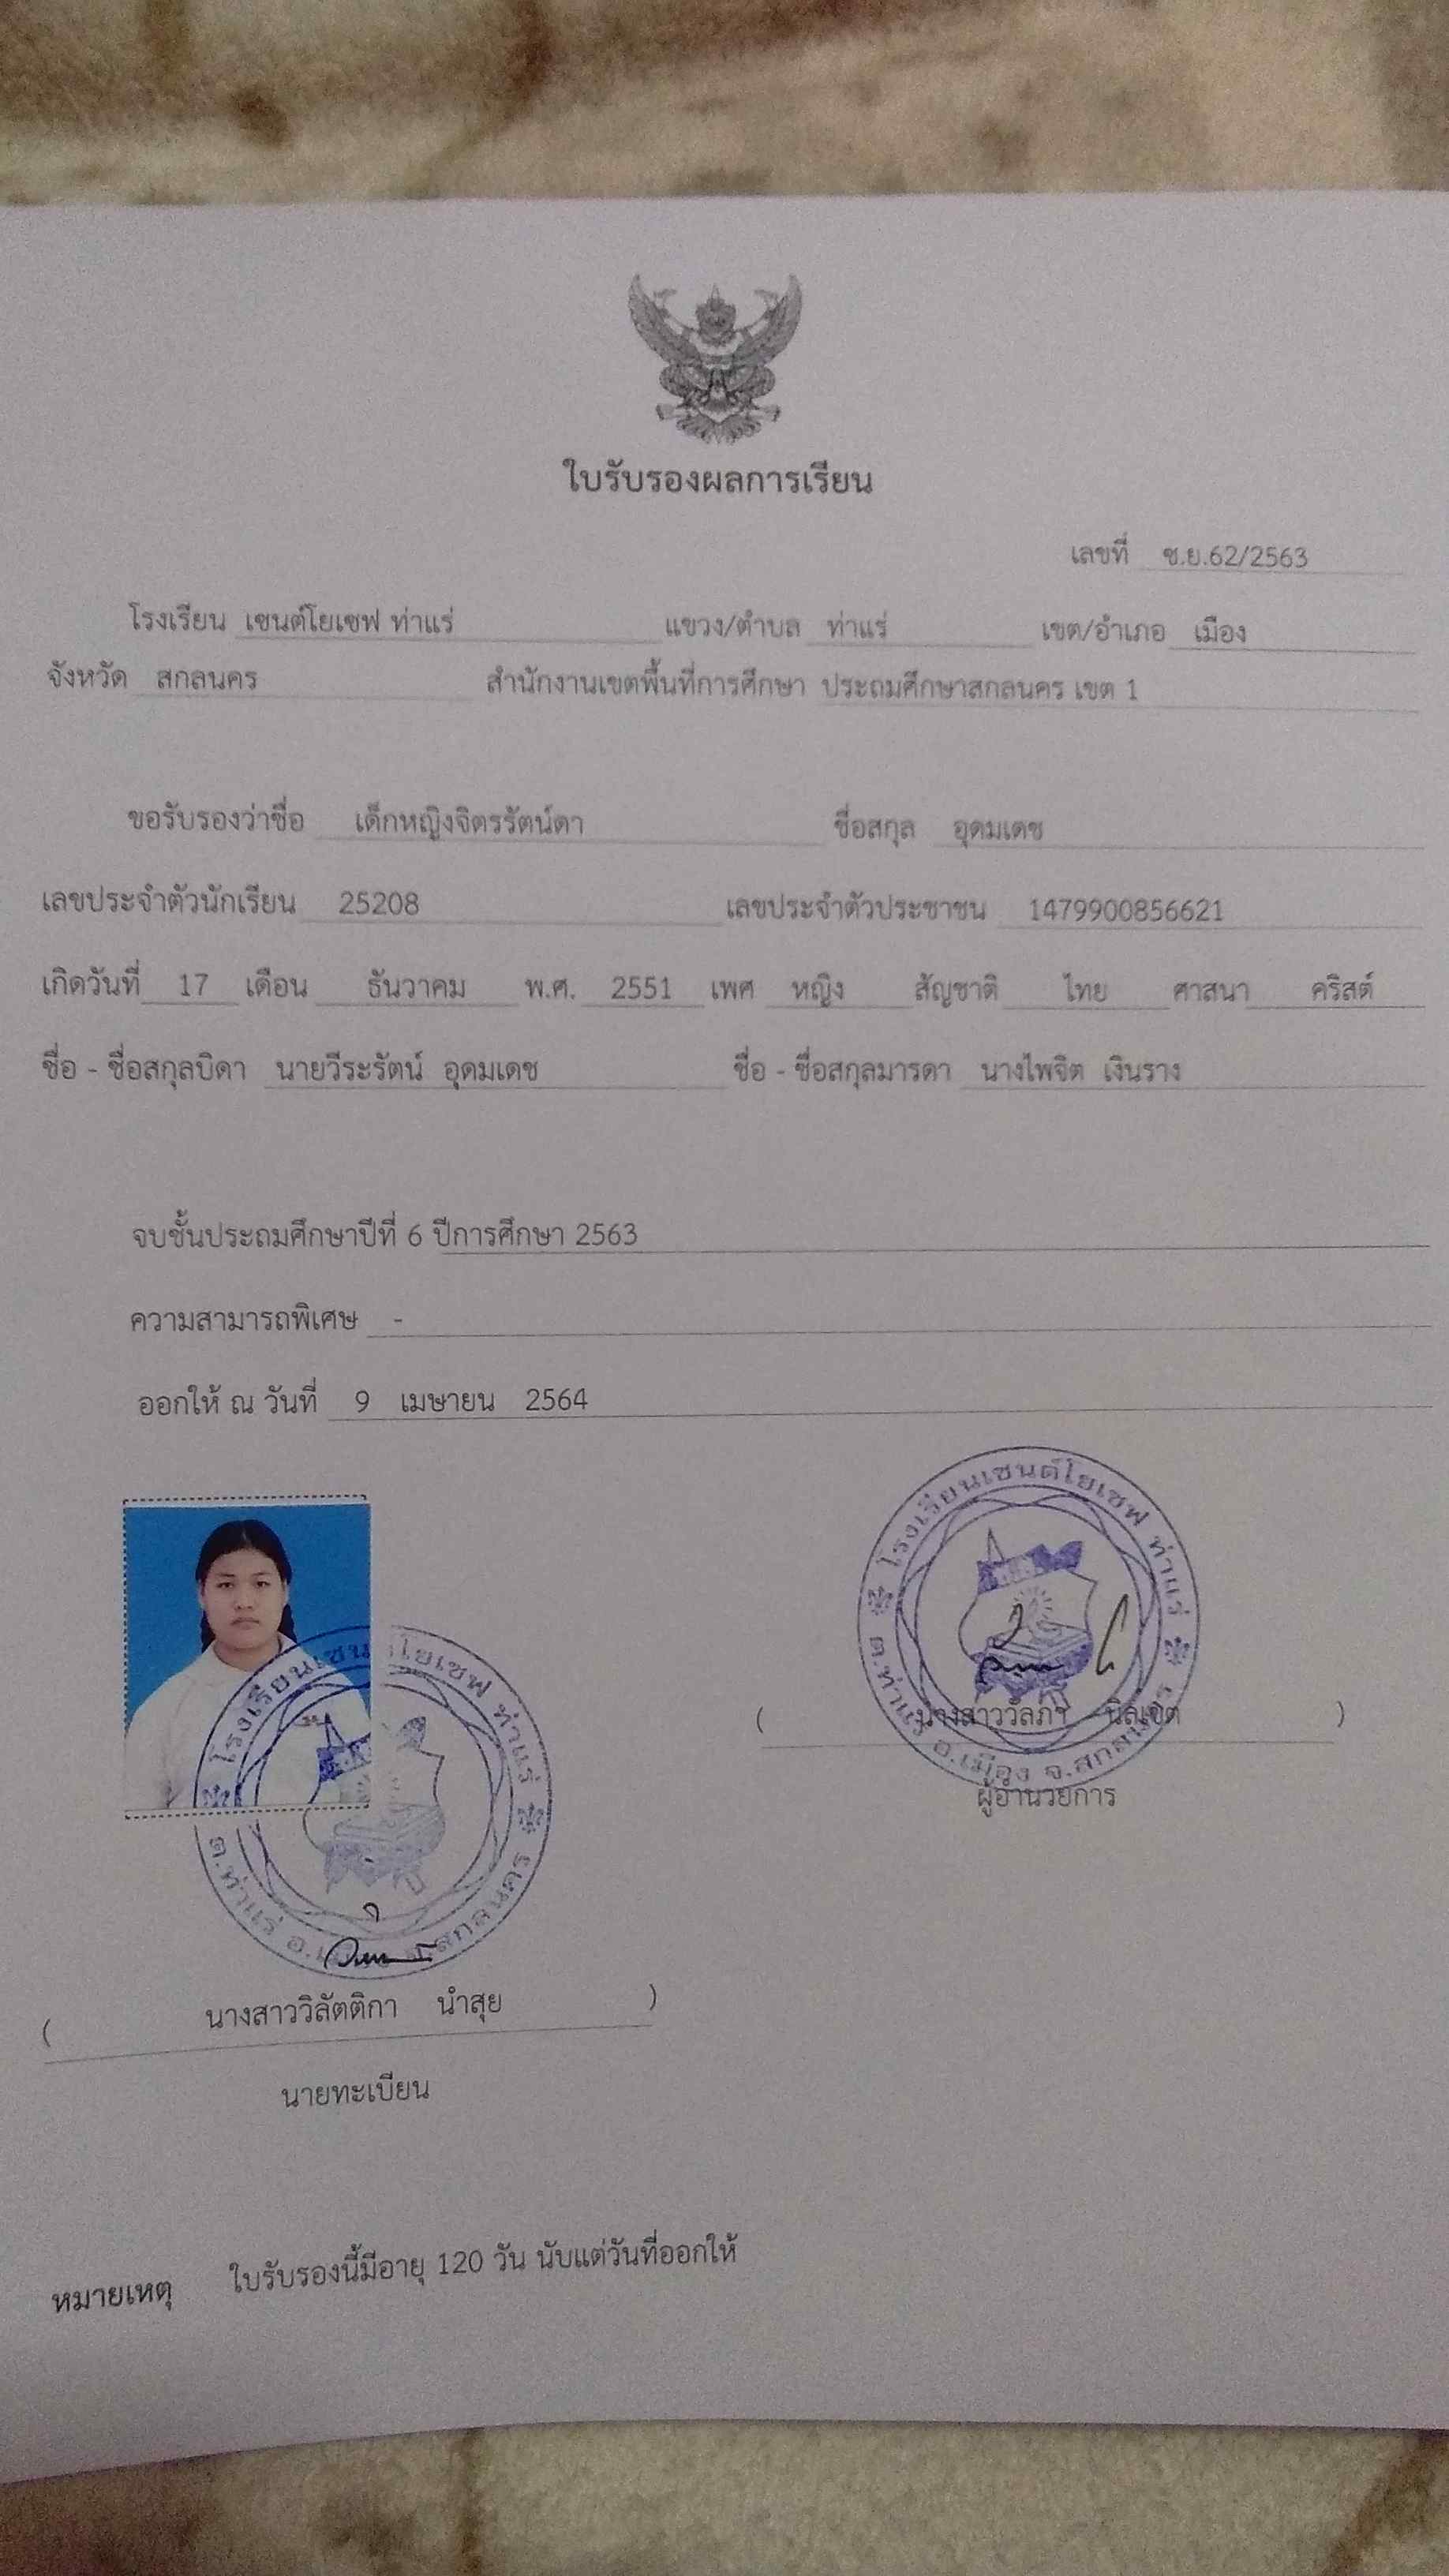 ใบรับรองผลการเรียน
เลขที่ ซ.ย.62/2563
โรงเรียน เซนต์โยเซฟ ท่าแร่ แขวง/ตำบล ท่าแร่ เขต/อำเภอ เมือง
จังหวัด สกลนคร สำนักงานเขตพื้นที่การศึกษา ประถมศึกษาสกลนคร เขต 1
ขอรับรองว่าชื่อ เด็กหญิงจิตรรัตน์ดา ชื่อสกุล อุดมเดช
เลขประจำตัวนักเรียน 25208 เลขประจำตัวประชาชน 1479900856621
เกิดวันที่ 17 เดือน ธันวาคม พ.ศ. 2551 เพศ หญิง สัญชาติ ไทย ศาสนา คริสต์
ชื่อ - ชื่อสกุลบิดา นายวีระรัตน์ อุดมเดช ชื่อ - ชื่อสกุลมารดา นางไพจิต เงินราง
จบชั้นประถมศึกษาปีที่ 6 ปีการศึกษา 2563
ความสามารถพิเศษ -
ออกให้ ณ วันที่ 9 เมษายน 2564
โรงเรียนเซนต์โยเซฟ ท่าแร่
ต.ท่าแร่ อ.เมือง จ.สกลนคร
( นางสาววัลภา นิลเขต )
ผู้อำนวยการ
โรงเรียนเซนต์โยเซฟ ท่าแร่
ต.ท่าแร่ จ.สกลนคร
( นางสาววิลัตติกา นำสุย )
นายทะเบียน
หมายเหตุ ใบรับรองนี้มีอายุ 120 วัน นับแต่วันที่ออกให้